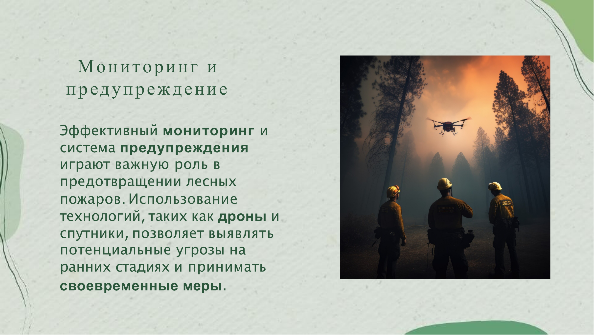 Мониторинг и
предупреждение
Эффективный мониторинг и
система предупреждения
играют важную роль в
предотвращении лесных
пожаров. Использование
технологий, таких как дроны и
спутники, позволяет выявлять
потенциальные угрозы на
ранних стадиях и принимать
своевременные меры.